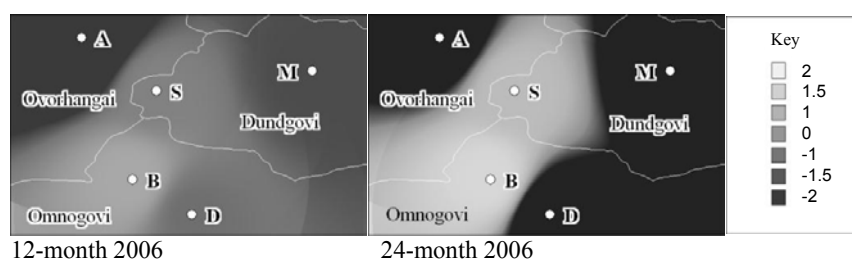 A
M
S
Ovorhangai
Dundgovi
B
Omnogovi
D
12-month 2006
A
M
S
Ovorhangai
Dundgovi
B
Omnogovi
D
24-month 2006
Key
2
1.5
1
0
-1
-1.5
-2